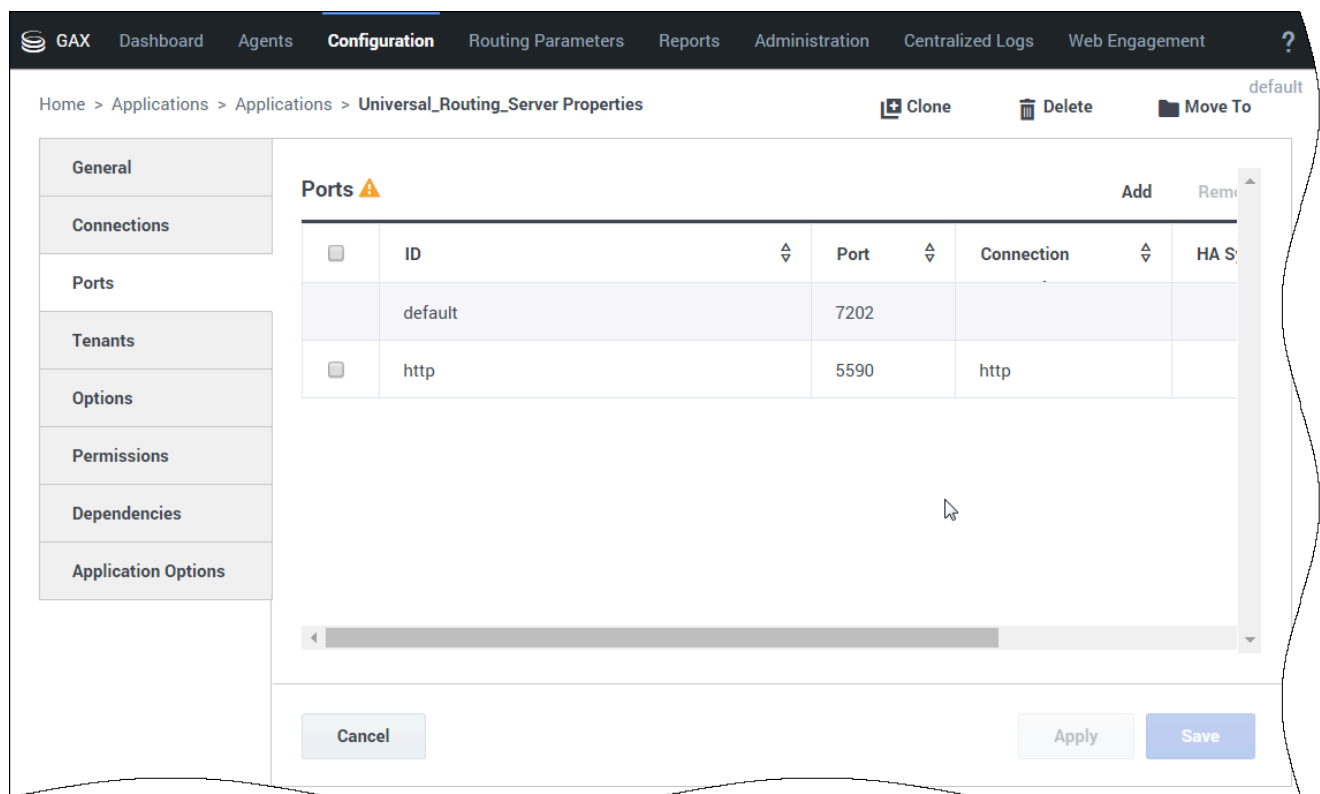 GAX Dashboard Agents Configuration Routing Parameters Reports Administration Centralized Logs Web Engagement ?
default
Home > Applications > Applications > Universal_Routing_Server Properties Clone Delete Move To
General
Connections
Ports
Tenants
Options
Permissions
Dependencies
Application Options
Ports
Add
ID Port Connection HA
default 7202
http 5590 http
Cancel Apply Save